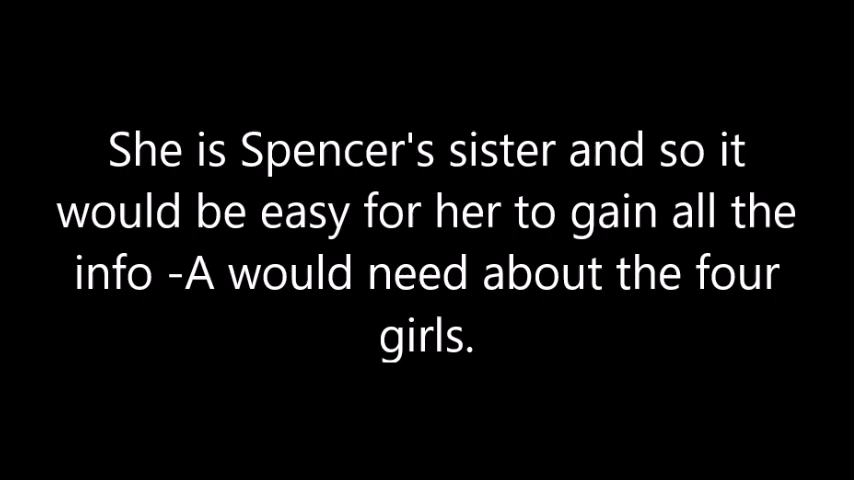 She is Spencer's sister and so it
would be easy for her to gain all the
info -A would need about the four
girls.